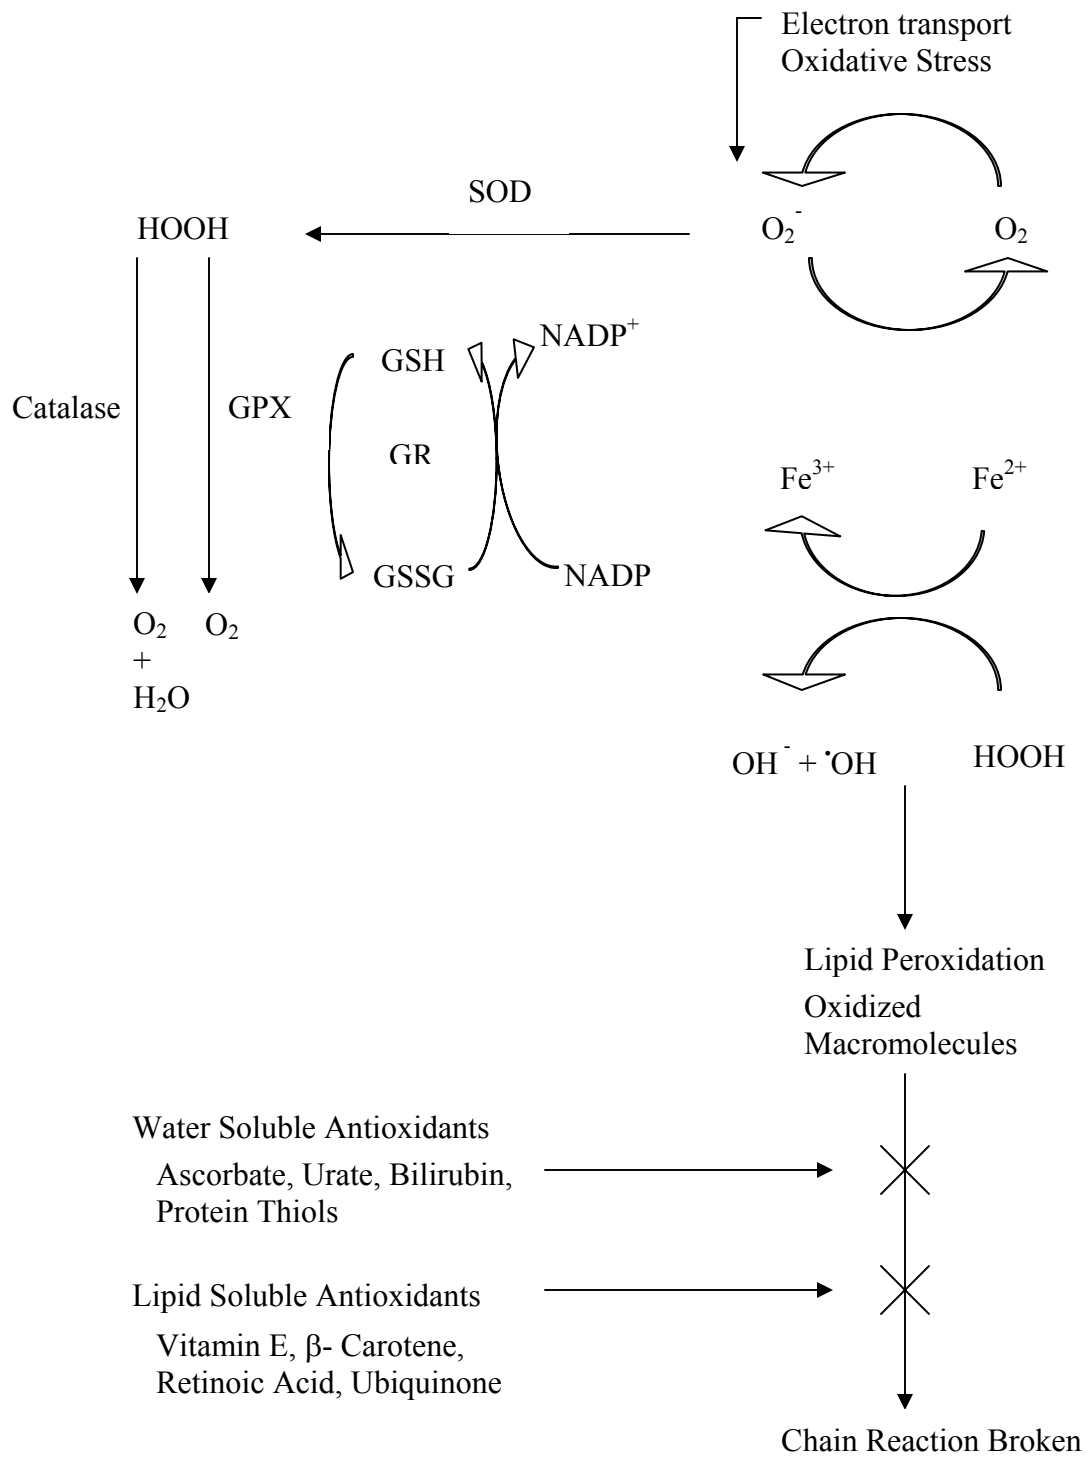 Electron transport
Oxidative Stress
SOD
HOOH
O₂⁻
O₂
NADP⁺
GSH
Catalase
GPX
GR
Fe³⁺
Fe²⁺
GSSG
NADP
O₂
O₂
+
H₂O
OH⁻ + •OH
HOOH
Lipid Peroxidation
Oxidized
Macromolecules
Water Soluble Antioxidants
Ascorbate, Urate, Bilirubin,
Protein Thiols
Lipid Soluble Antioxidants
Vitamin E, β- Carotene,
Retinoic Acid, Ubiquinone
Chain Reaction Broken